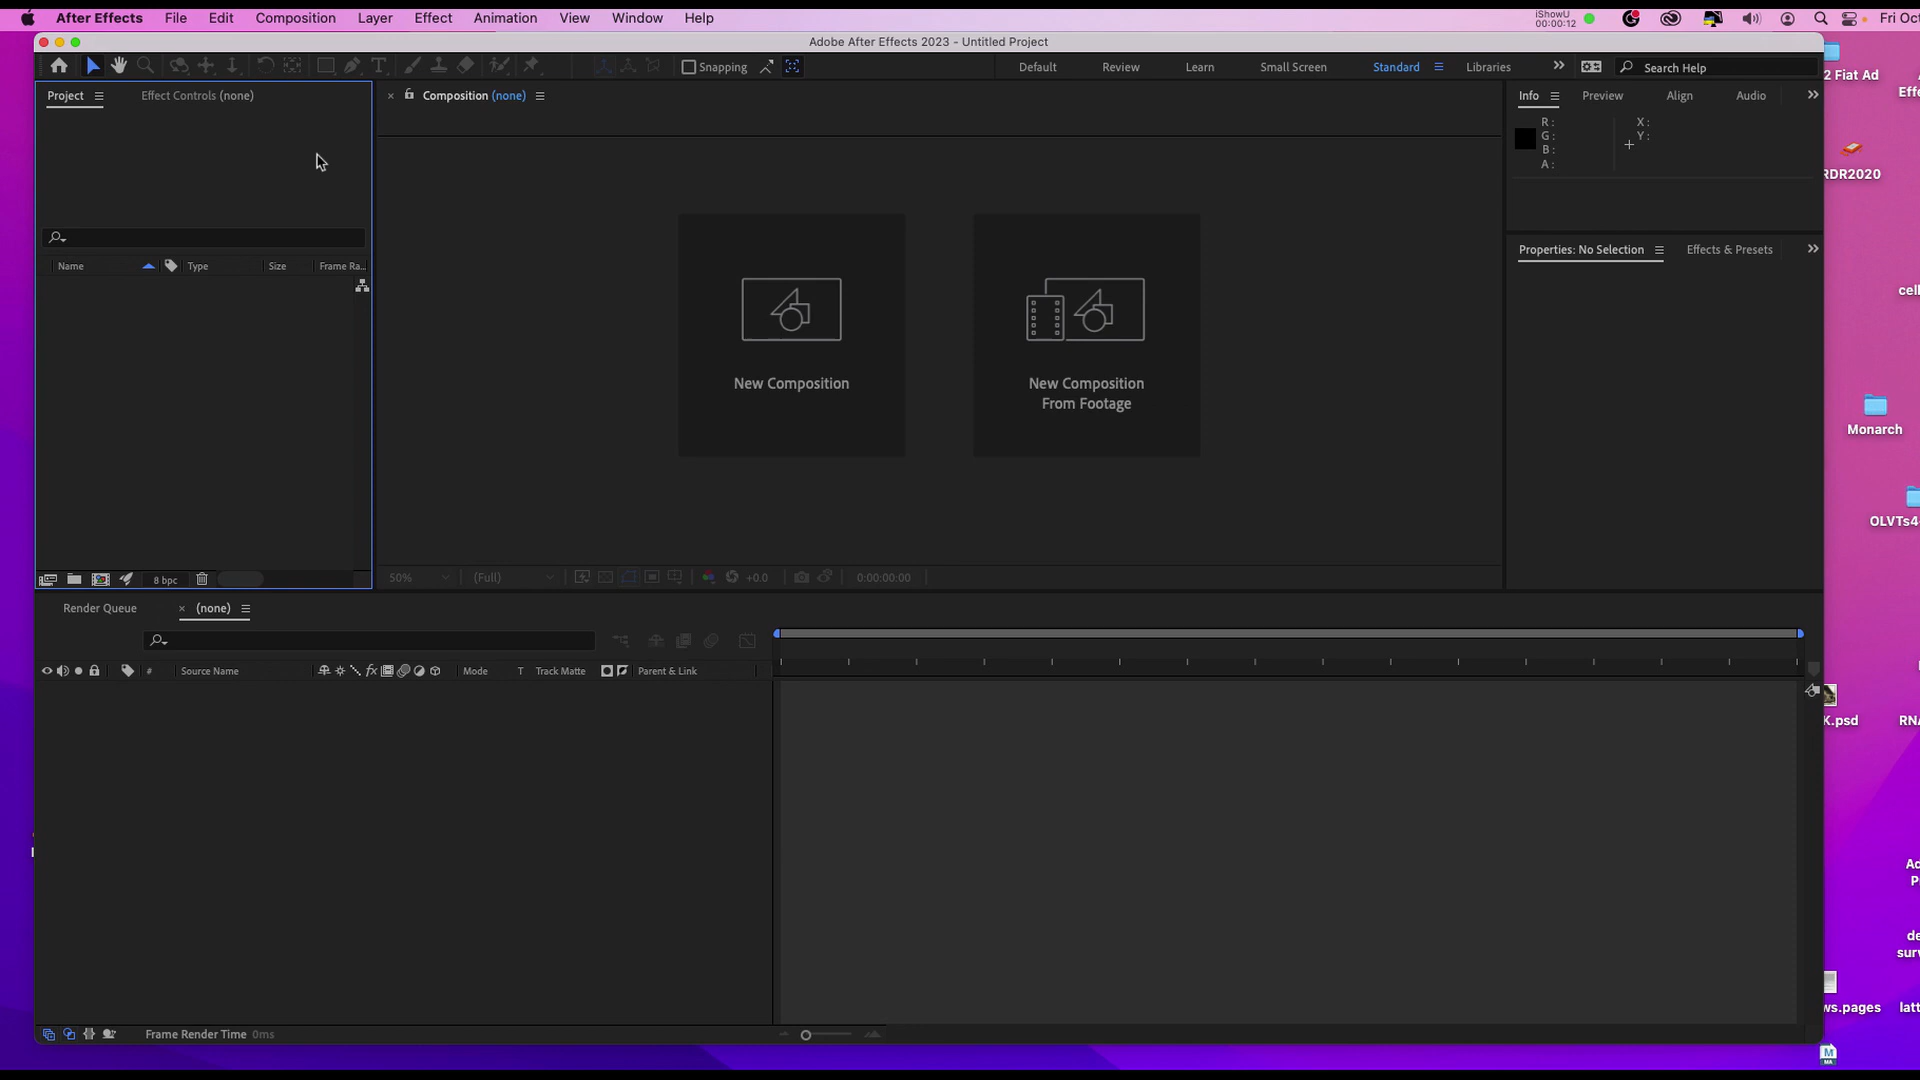 After Effects File Edit Composition Layer Effect Animation View Window Help
iShowU
00:00:12
Fri Oct
Adobe After Effects 2023 - Untitled Project
Snapping
Default Review Learn Small Screen Standard Libraries
Search Help
Project
Effect Controls (none)
Composition (none)
Info Preview Align Audio
R:
G:
B:
A:
X:
Y:
Name Type Size Frame Ra...
Properties: No Selection Effects & Presets
New Composition
New Composition
From Footage
8 bpc
50% (Full) +0.0 0:00:00:00
Render Queue (none)
# Source Name fx Mode T Track Matte Parent & Link
Frame Render Time 0ms
2 Fiat Ad
RDR2020
Monarch
OLVTs4
K.psd
ws.pages